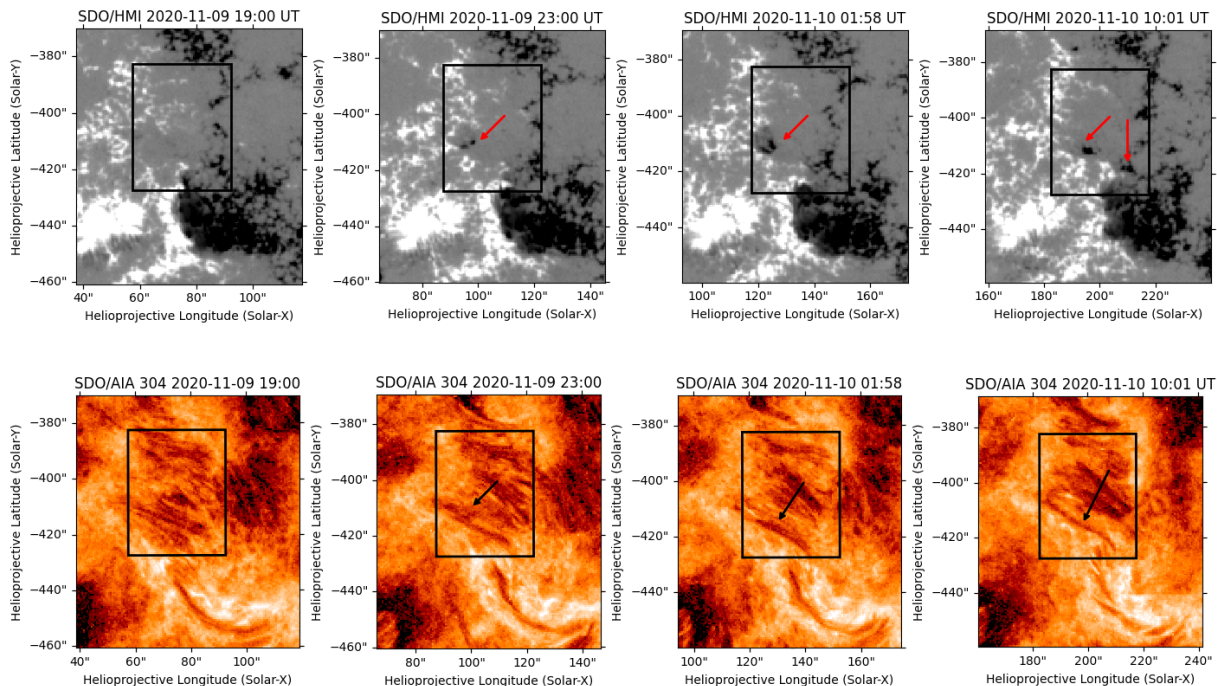 SDO/HMI 2020-11-09 19:00 UT
SDO/HMI 2020-11-09 23:00 UT
SDO/HMI 2020-11-10 01:58 UT
SDO/HMI 2020-11-10 10:01 UT
Helioprojective Latitude (Solar-Y)
−380"
−400"
−420"
−440"
−460"
40"
60"
80"
100"
Helioprojective Longitude (Solar-X)
Helioprojective Latitude (Solar-Y)
−380"
−400"
−420"
−440"
−460"
80"
100"
120"
140"
Helioprojective Longitude (Solar-X)
Helioprojective Latitude (Solar-Y)
−380"
−400"
−420"
−440"
100"
120"
140"
160"
Helioprojective Longitude (Solar-X)
Helioprojective Latitude (Solar-Y)
−380"
−400"
−420"
−440"
160"
180"
200"
220"
Helioprojective Longitude (Solar-X)
SDO/AIA 304 2020-11-09 19:00
SDO/AIA 304 2020-11-09 23:00
SDO/AIA 304 2020-11-10 01:58
SDO/AIA 304 2020-11-10 10:01 UT
Helioprojective Latitude (Solar-Y)
−380"
−400"
−420"
−440"
−460"
40"
60"
80"
100"
Helioprojective Longitude (Solar-X)
Helioprojective Latitude (Solar-Y)
−380"
−400"
−420"
−440"
−460"
80"
100"
120"
140"
Helioprojective Longitude (Solar-X)
Helioprojective Latitude (Solar-Y)
−380"
−400"
−420"
−440"
100"
120"
140"
160"
Helioprojective Longitude (Solar-X)
Helioprojective Latitude (Solar-Y)
−380"
−400"
−420"
−440"
180"
200"
220"
240"
Helioprojective Longitude (Solar-X)